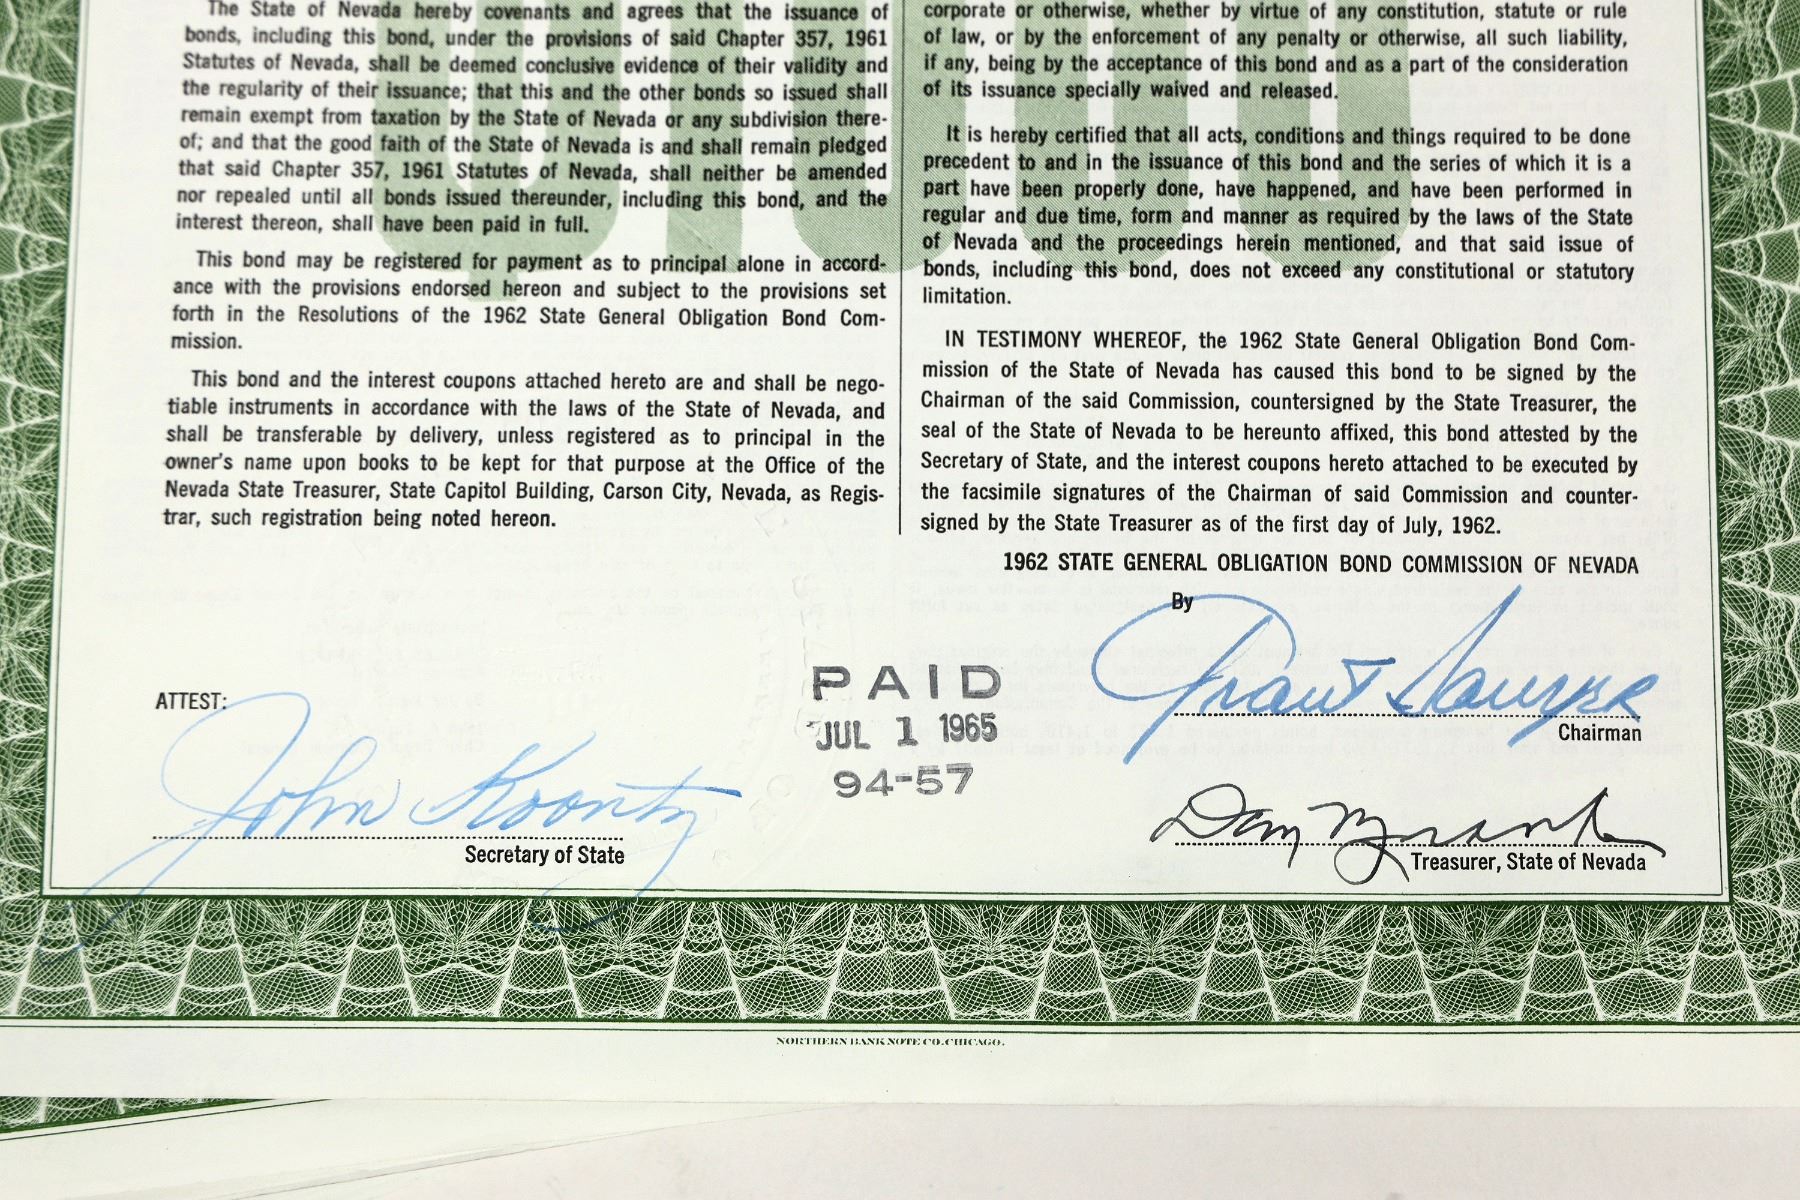 The State of Nevada hereby covenants and agrees that the issuance of
bonds, including this bond, under the provisions of said Chapter 357, 1961
Statutes of Nevada, shall be deemed conclusive evidence of their validity and
the regularity of their issuance; that this and the other bonds so issued shall
remain exempt from taxation by the State of Nevada or any subdivision there-
of; and that the good faith of the State of Nevada is and shall remain pledged
that said Chapter 357, 1961 Statutes of Nevada, shall neither be amended
nor repealed until all bonds issued thereunder, including this bond, and the
interest thereon, shall have been paid in full.
This bond may be registered for payment as to principal alone in accord-
ance with the provisions endorsed hereon and subject to the provisions set
forth in the Resolutions of the 1962 State General Obligation Bond Com-
mission.
This bond and the interest coupons attached hereto are and shall be nego-
tiable instruments in accordance with the laws of the State of Nevada, and
shall be transferable by delivery, unless registered as to principal in the
owner's name upon books to be kept for that purpose at the Office of the
Nevada State Treasurer, State Capitol Building, Carson City, Nevada, as Regis-
trar, such registration being noted hereon.
corporate or otherwise, whether by virtue of any constitution, statute or rule
of law, or by the enforcement of any penalty or otherwise, all such liability,
if any, being by the acceptance of this bond and as a part of the consideration
of its issuance specially waived and released.
It is hereby certified that all acts, conditions and things required to be done
precedent to and in the issuance of this bond and the series of which it is a
part have been properly done, have happened, and have been performed in
regular and due time, form and manner as required by the laws of the State
of Nevada and the proceedings herein mentioned, and that said issue of
bonds, including this bond, does not exceed any constitutional or statutory
limitation.
IN TESTIMONY WHEREOF, the 1962 State General Obligation Bond Com-
mission of the State of Nevada has caused this bond to be signed by the
Chairman of the said Commission, countersigned by the State Treasurer, the
seal of the State of Nevada to be hereunto affixed, this bond attested by the
Secretary of State, and the interest coupons hereto attached to be executed by
the facsimile signatures of the Chairman of said Commission and counter-
signed by the State Treasurer as of the first day of July, 1962.
1962 STATE GENERAL OBLIGATION BOND COMMISSION OF NEVADA
By
Grant Sawyer
Chairman
PAID
JUL 1 1965
94-57
ATTEST:
John Koontz
Secretary of State
Treasurer, State of Nevada
NORTHERN BANK NOTE CO. CHICAGO.